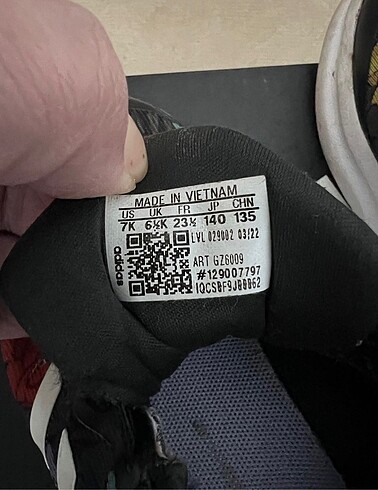 MADE IN VIETNAM
US UK FR JP CHN
7K 6½K 23½ 140 135
LVL 029002 03/22
ART GZ6009
#129007797
adidas